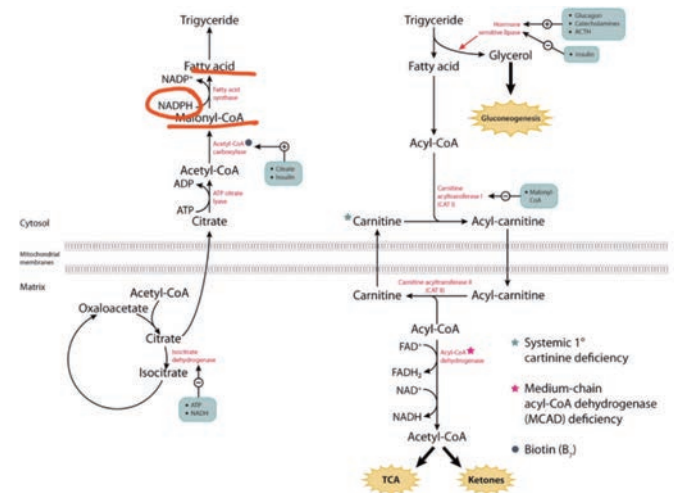 Trigyceride
Fatty acid
NADP⁺
Fatty acid
synthase
NADPH
Malonyl-CoA
Acetyl-CoA
carboxylase
• Citrate
• Insulin
Acetyl-CoA
ADP
ATP citrate
lyase
ATP
Citrate
Cytosol
Mitochondrial
membranes
Matrix
Acetyl-CoA
Oxaloacetate
Citrate
Isocitrate
dehydrogenase
Isocitrate
• ATP
• NADH
Trigyceride
Hormone
sensitive lipase
• Glucagon
• Catecholamines
• ACTH
• Insulin
Fatty acid
Glycerol
Gluconeogenesis
Acyl-CoA
Carnitine
acyltransferase I
(CAT I)
• Malonyl-
CoA
Carnitine
Acyl-carnitine
Carnitine acyltransferase II
(CAT II)
Carnitine
Acyl-carnitine
Acyl-CoA
FAD⁺
Acyl-CoA
dehydrogenase
FADH₂
NAD⁺
NADH
Acetyl-CoA
TCA
Ketones
Systemic 1°
cartinine deficiency
Medium-chain
acyl-CoA dehydrogenase
(MCAD) deficiency
Biotin (B₇)